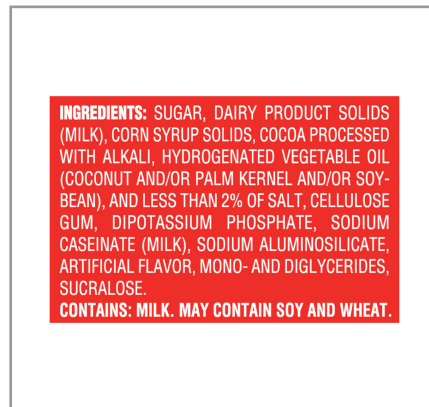 INGREDIENTS: SUGAR, DAIRY PRODUCT SOLIDS
(MILK), CORN SYRUP SOLIDS, COCOA PROCESSED
WITH ALKALI, HYDROGENATED VEGETABLE OIL
(COCONUT AND/OR PALM KERNEL AND/OR SOY-
BEAN), AND LESS THAN 2% OF SALT, CELLULOSE
GUM, DIPOTASSIUM PHOSPHATE, SODIUM
CASEINATE (MILK), SODIUM ALUMINOSILICATE,
ARTIFICIAL FLAVOR, MONO- AND DIGLYCERIDES,
SUCRALOSE.
CONTAINS: MILK. MAY CONTAIN SOY AND WHEAT.